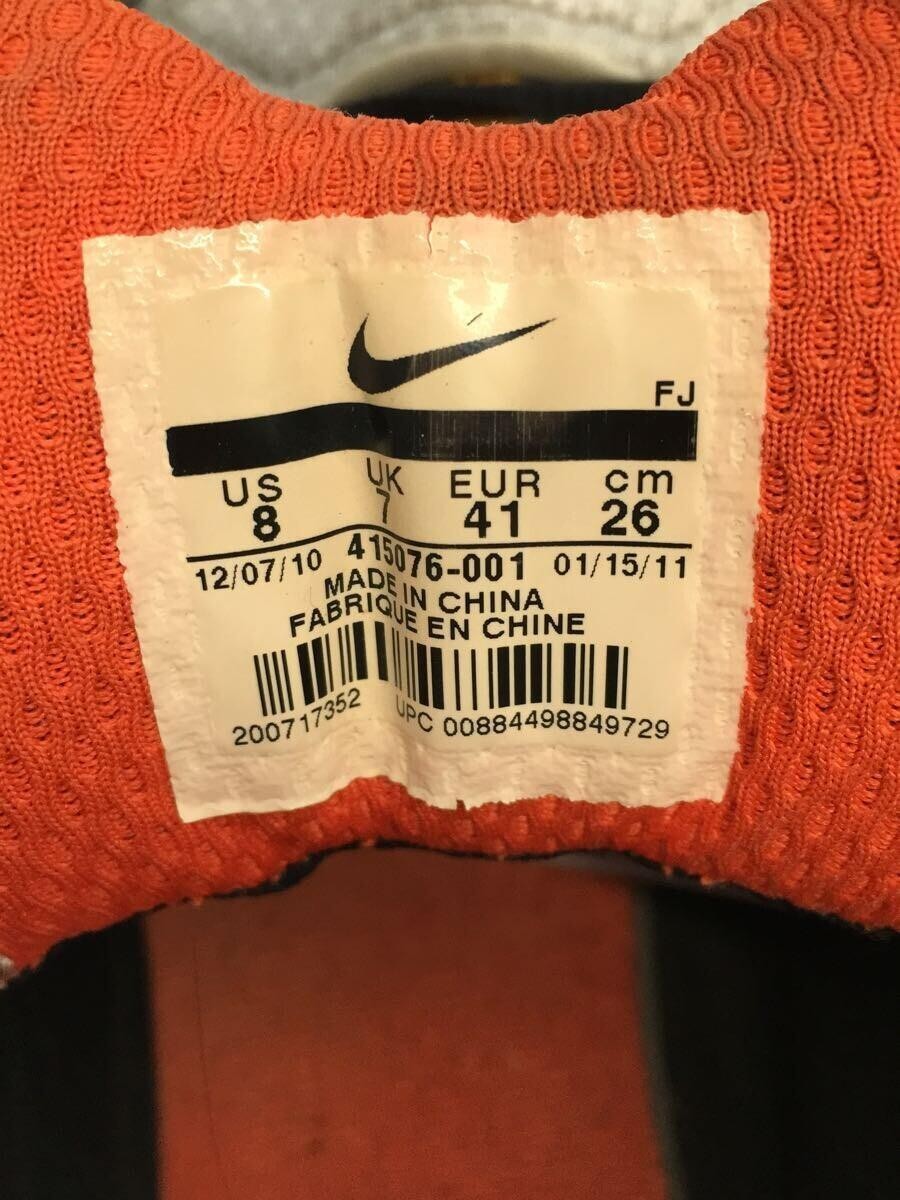 FJ
US UK EUR cm
8 7 41 26
12/07/10 415076-001 01/15/11
MADE IN CHINA
FABRIQUE EN CHINE
200717352 UPC 00884498849729